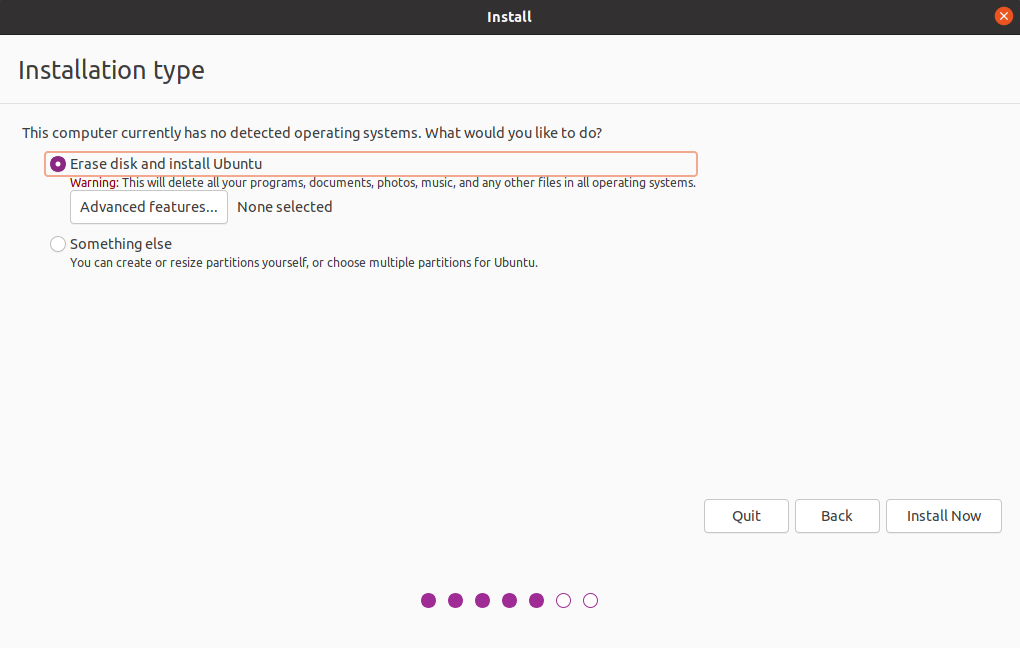 Install
Installation type
This computer currently has no detected operating systems. What would you like to do?
Erase disk and install Ubuntu
Warning: This will delete all your programs, documents, photos, music, and any other files in all operating systems.
Advanced features... None selected
Something else
You can create or resize partitions yourself, or choose multiple partitions for Ubuntu.
Quit Back Install Now